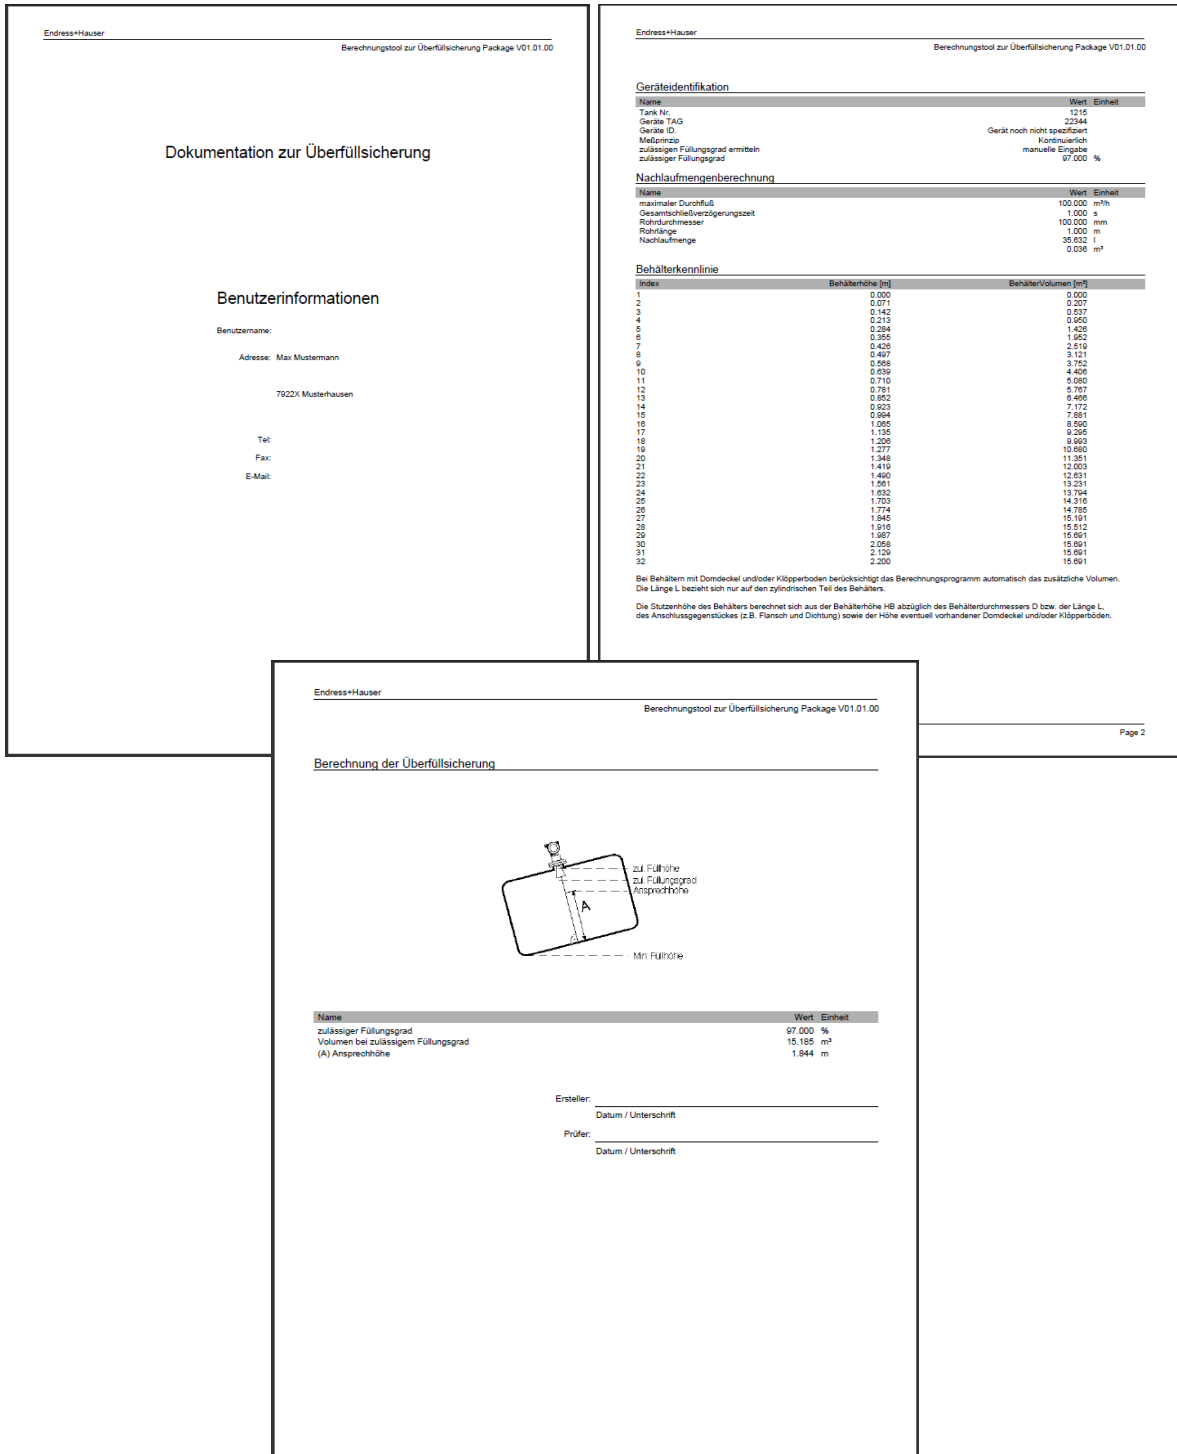 Endress+Hauser
Berechnungstool zur Überfüllsicherung Package V01.01.00
Dokumentation zur Überfüllsicherung
Benutzerinformationen
Benutzername:
Adresse: Max Mustermann
7922X Musterhausen
Tel:
Fax:
E-Mail:
Endress+Hauser
Berechnungstool zur Überfüllsicherung Package V01.01.00
Geräteidentifikation
Name Wert Einheit
Tank Nr. 1215
Geräte TAG 22344
Geräte ID. Gerät noch nicht spezifiziert
Meßprinzip Kontinuierlich
zulässigen Füllungsgrad ermitteln manuelle Eingabe
zulässiger Füllungsgrad 97.000 %
Nachlaufmengenberechnung
Name Wert Einheit
maximaler Durchfluß 100.000 m³/h
Gesamtschließverzögerungszeit 1.000 s
Rohrdurchmesser 100.000 mm
Rohrlänge 1.000 m
Nachlaufmenge 35.632 l
0.036 m³
Behälterkennlinie
Index Behälterhöhe [m] BehälterVolumen [m³]
1 0.000 0.000
2 0.071 0.207
3 0.142 0.537
4 0.213 0.950
5 0.284 1.426
6 0.355 1.952
7 0.426 2.519
8 0.497 3.121
9 0.568 3.752
10 0.639 4.406
11 0.710 5.080
12 0.781 5.767
13 0.852 6.466
14 0.923 7.172
15 0.994 7.881
16 1.065 8.590
17 1.135 9.295
18 1.206 9.993
19 1.277 10.680
20 1.348 11.351
21 1.419 12.003
22 1.490 12.631
23 1.561 13.231
24 1.632 13.794
25 1.703 14.316
26 1.774 14.785
27 1.845 15.191
28 1.916 15.512
29 1.987 15.691
30 2.058 15.691
31 2.129 15.691
32 2.200 15.691
Bei Behältern mit Domdeckel und/oder Klöpperboden berücksichtigt das Berechnungsprogramm automatisch das zusätzliche Volumen.
Die Länge L bezieht sich nur auf den zylindrischen Teil des Behälters.
Die Stutzenhöhe des Behälters berechnet sich aus der Behälterhöhe HB abzüglich des Behälterdurchmessers D bzw. der Länge L,
des Anschlussgegenstückes (z.B. Flansch und Dichtung) sowie der Höhe eventuell vorhandener Domdeckel und/oder Klöpperböden.
Page 2
Endress+Hauser
Berechnungstool zur Überfüllsicherung Package V01.01.00
Berechnung der Überfüllsicherung
zul. Füllhöhe
zul. Füllungsgrad
Ansprechhöhe
A
Min. Füllhöhe
Name Wert Einheit
zulässiger Füllungsgrad 97.000 %
Volumen bei zulässigem Füllungsgrad 15.185 m³
(A) Ansprechhöhe 1.844 m
Ersteller:
Datum / Unterschrift
Prüfer:
Datum / Unterschrift